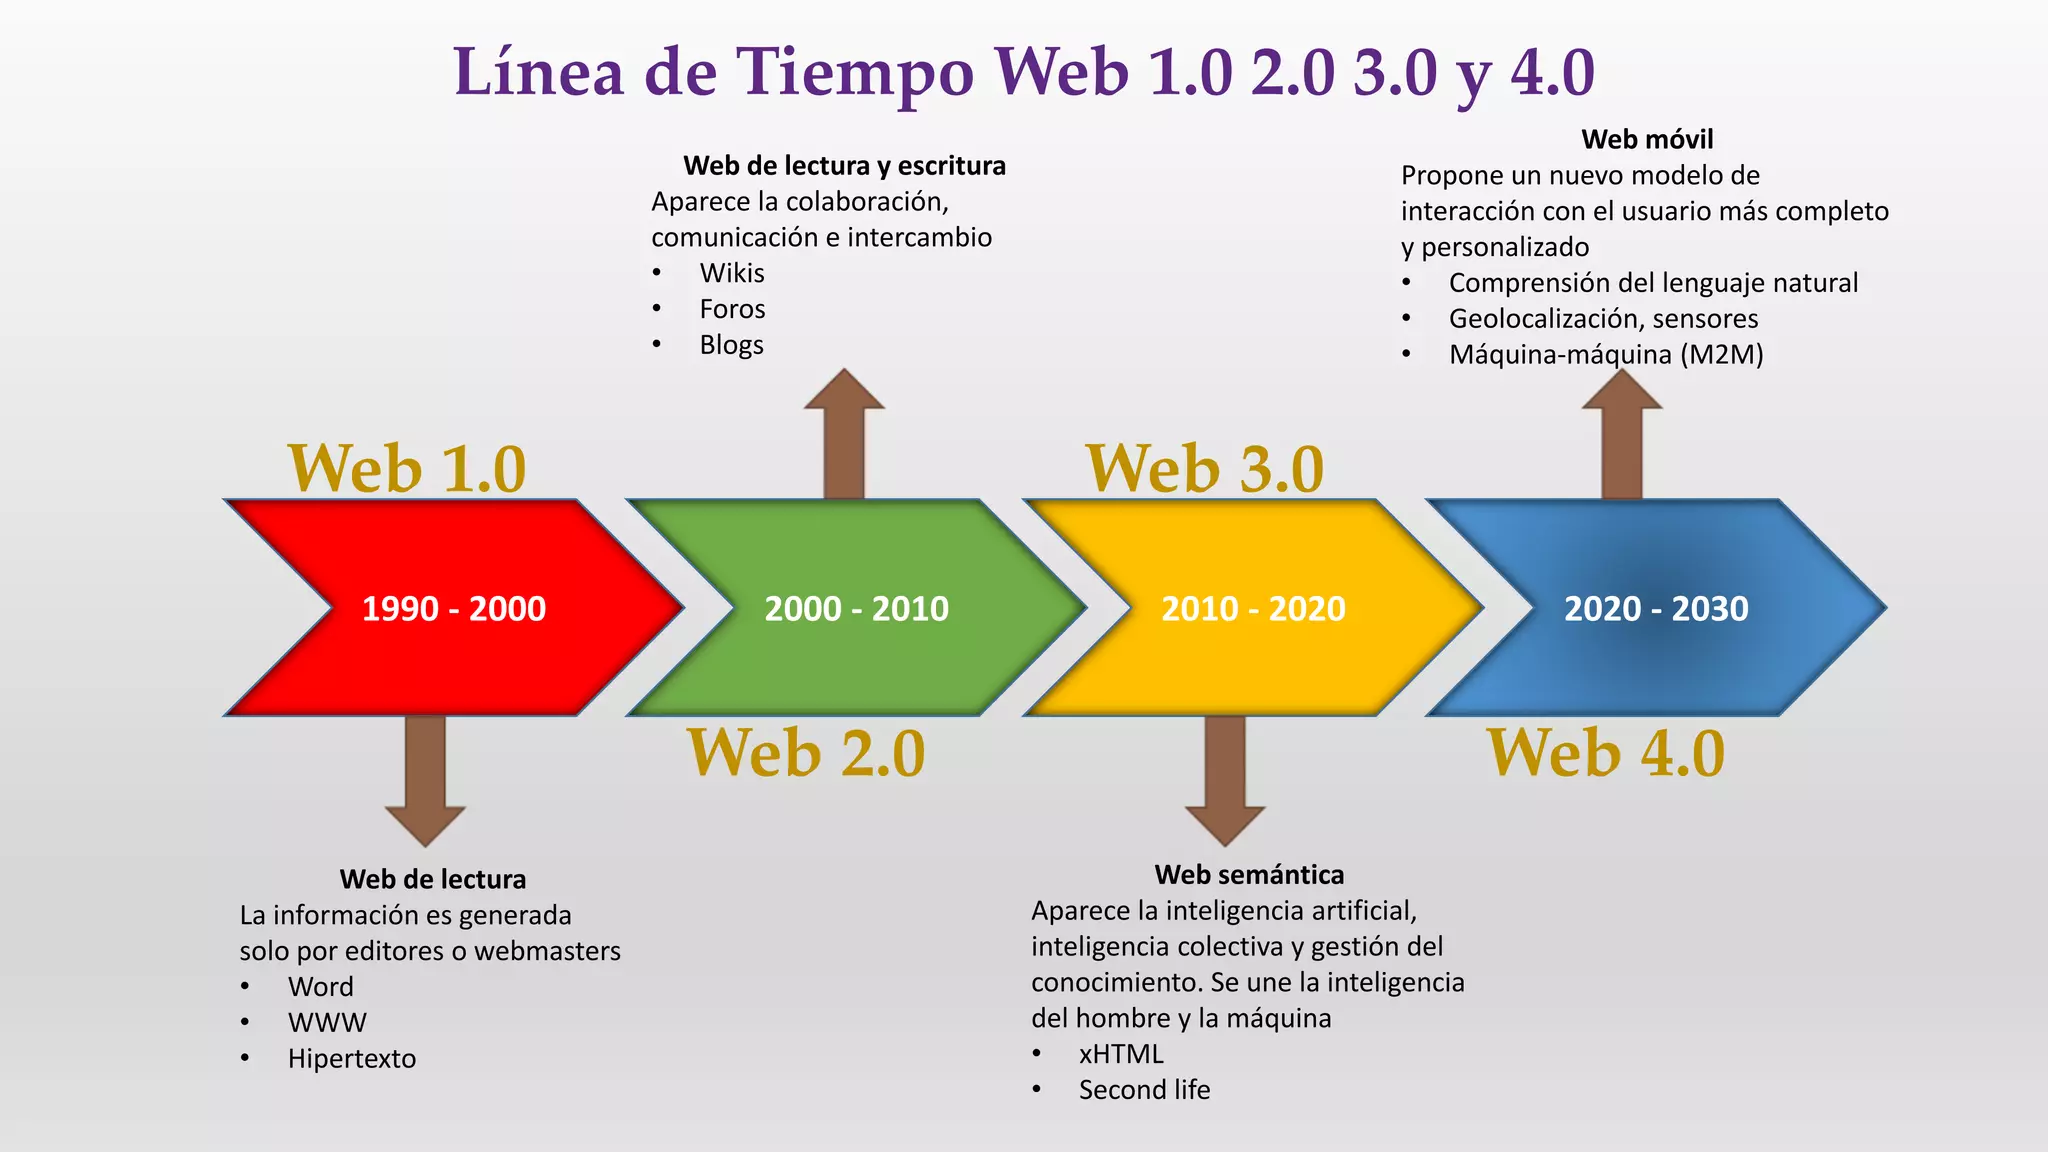 Línea de Tiempo Web 1.0 2.0 3.0 y 4.0
Web de lectura y escritura
Aparece la colaboración,
comunicación e intercambio
• Wikis
• Foros
• Blogs
Web móvil
Propone un nuevo modelo de
interacción con el usuario más completo
y personalizado
• Comprensión del lenguaje natural
• Geolocalización, sensores
• Máquina-máquina (M2M)
Web 1.0
Web 3.0
1990 - 2000
2000 - 2010
2010 - 2020
2020 - 2030
Web 2.0
Web 4.0
Web de lectura
La información es generada
solo por editores o webmasters
• Word
• WWW
• Hipertexto
Web semántica
Aparece la inteligencia artificial,
inteligencia colectiva y gestión del
conocimiento. Se une la inteligencia
del hombre y la máquina
• xHTML
• Second life